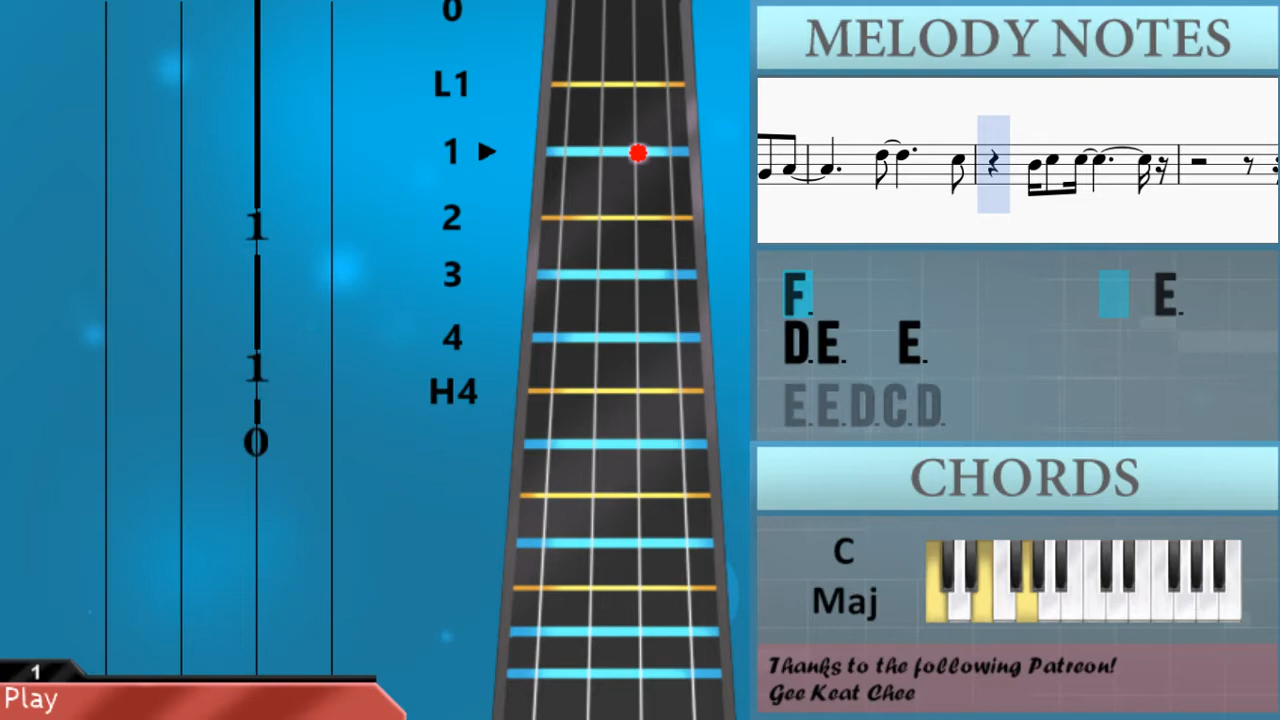 0
L1
1
2
3
4
H4
1
1
0
1
Play
MELODY NOTES
F. E.
D.E. E.
E.E.D.C.D.
CHORDS
C
Maj
Thanks to the following Patreon!
Gee Keat Chee